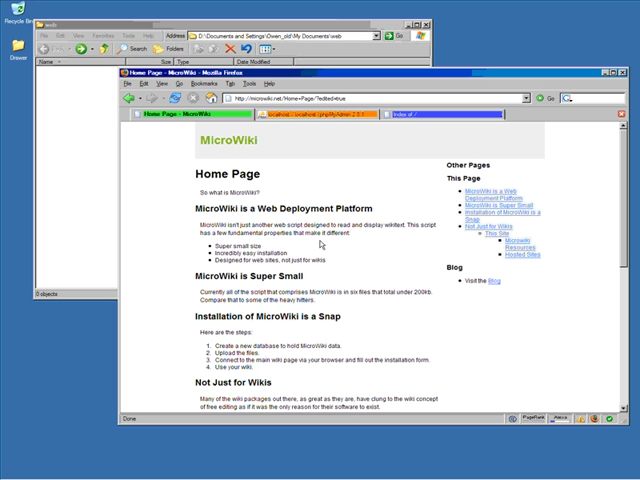 Recycle Bin
Drawer
web
File Edit View Favorites Tools Help
Back Search Folders
Address D:\Documents and Settings\Owen_old\My Documents\web Go
Name Size Type Date Modified
0 objects
Home Page - MicroWiki - Mozilla Firefox
File Edit View Go Bookmarks Tools Help
http://microwiki.net/Home+Page/?edited=true Go
Home Page - MicroWiki
localhost :: localhost | phpMyAdmin 2.8.1
Index of /
MicroWiki
Home Page
So what is MicroWiki?
MicroWiki is a Web Deployment Platform
MicroWiki isn't just another web script designed to read and display wikitext. This script
has a few fundamental properties that make it different:
Super small size
Incredibly easy installation
Designed for web sites, not just for wikis
MicroWiki is Super Small
Currently all of the script that comprises MicroWiki is in six files that total under 200kb.
Compare that to some of the heavy hitters.
Installation of MicroWiki is a Snap
Here are the steps:
1. Create a new database to hold MicroWiki data.
2. Upload the files.
3. Connect to the main wiki page via your browser and fill out the installation form.
4. Use your wiki.
Not Just for Wikis
Many of the wiki packages out there, as great as they are, have clung to the wiki concept
of free editing as if it was the only reason for their software to exist.
Other Pages
This Page
MicroWiki is a Web
Deployment Platform
MicroWiki is Super Small
Installation of MicroWiki is a
Snap
Not Just for Wikis
This Site
Microwiki
Resources
Hosted Sites
Blog
Visit the Blog
Done
PageRank
Alexa